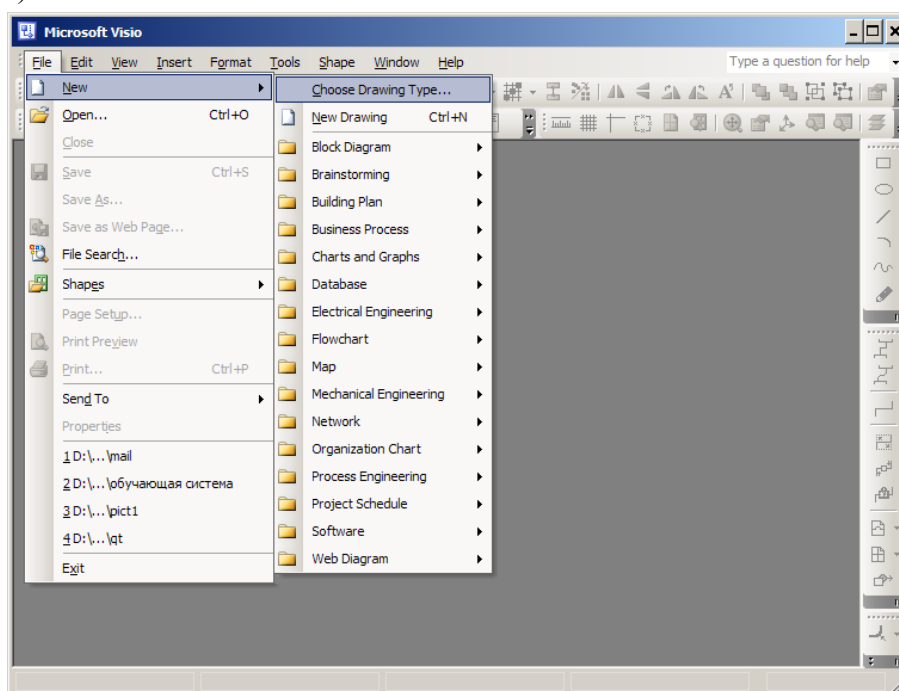 Microsoft Visio
File Edit View Insert Format Tools Shape Window Help
Type a question for help
New
Open... Ctrl+O
Close
Save Ctrl+S
Save As...
Save as Web Page...
File Search...
Shapes
Page Setup...
Print Preview
Print... Ctrl+P
Send To
Properties
1 D:\...\mail
2 D:\...\обучающая система
3 D:\...\pict1
4 D:\...\qt
Exit
Choose Drawing Type...
New Drawing Ctrl+N
Block Diagram
Brainstorming
Building Plan
Business Process
Charts and Graphs
Database
Electrical Engineering
Flowchart
Map
Mechanical Engineering
Network
Organization Chart
Process Engineering
Project Schedule
Software
Web Diagram